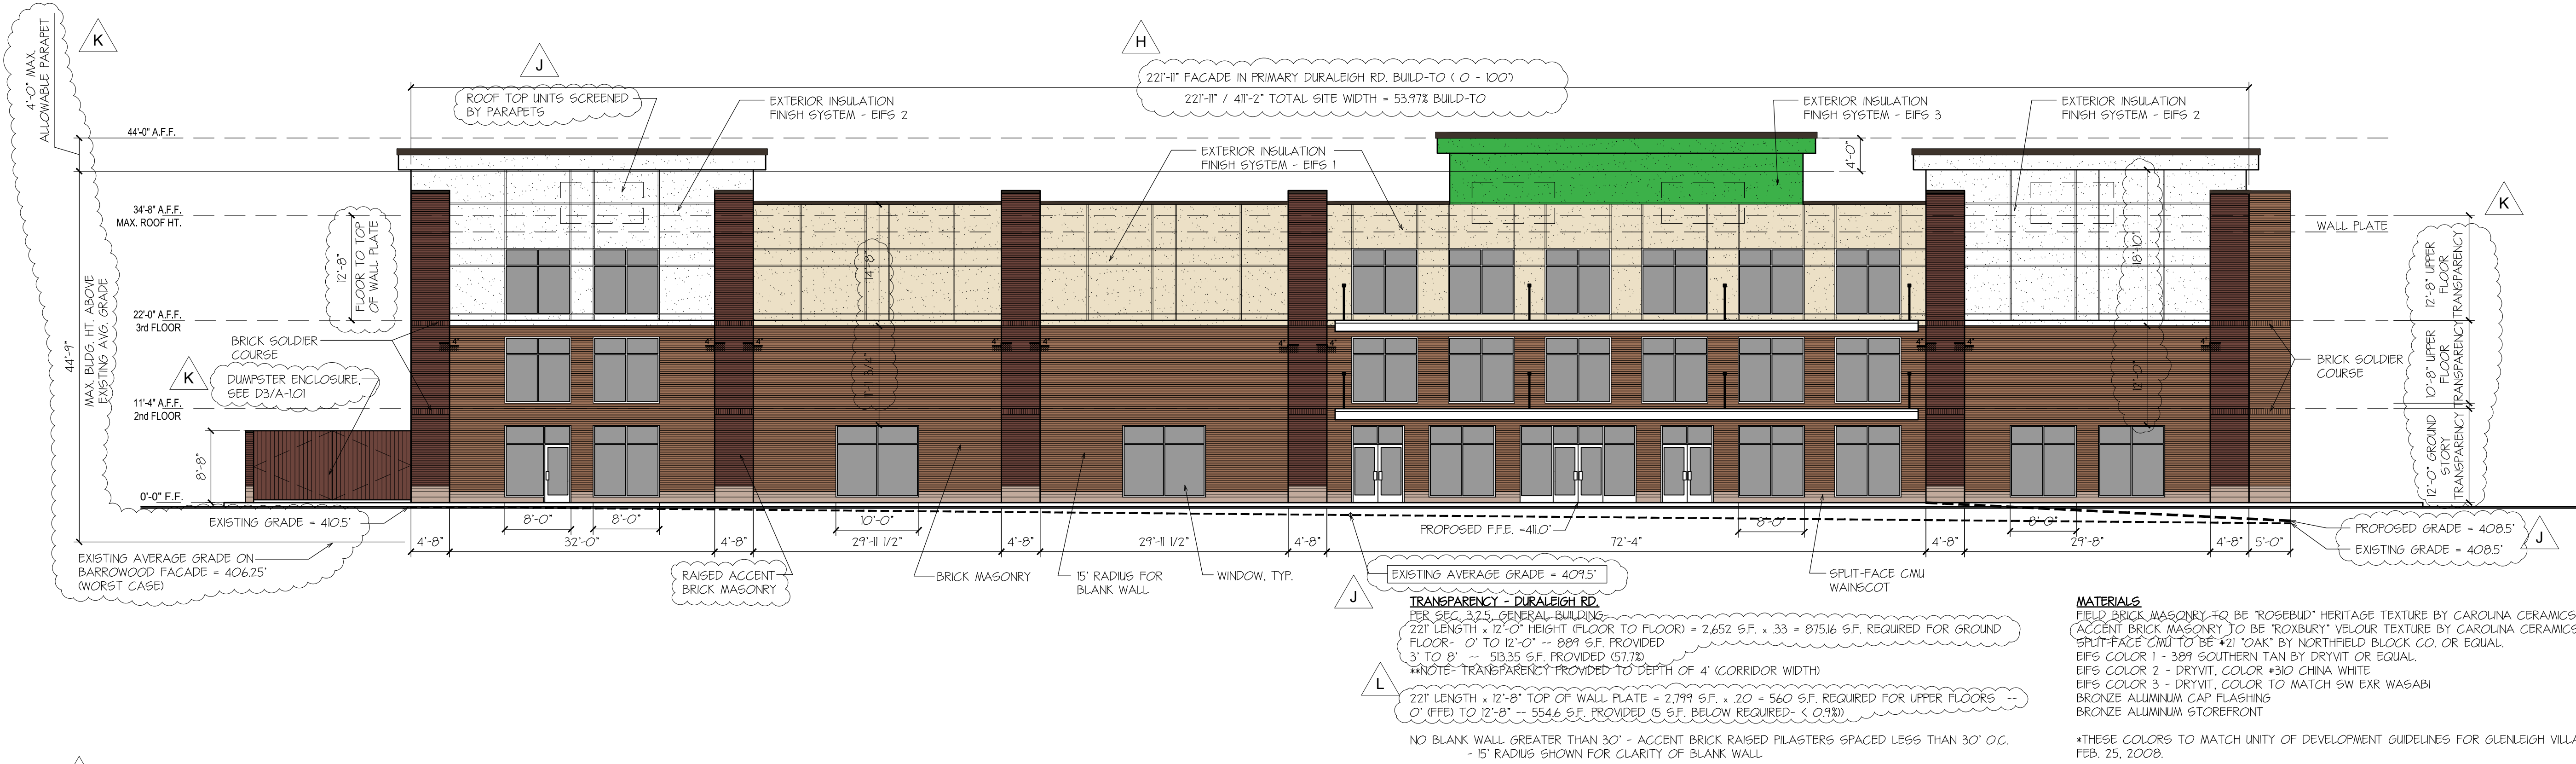 4'-0" MAX.
ALLOWABLE PARAPET
K
J
H
K
221'-11" FACADE IN PRIMARY DURALEIGH RD. BUILD-TO ( 0 - 100')
221'-11" / 411'-2" TOTAL SITE WIDTH = 53.97% BUILD-TO
ROOF TOP UNITS SCREENED
BY PARAPETS
EXTERIOR INSULATION
FINISH SYSTEM - EIFS 2
EXTERIOR INSULATION
FINISH SYSTEM - EIFS 1
EXTERIOR INSULATION
FINISH SYSTEM - EIFS 3
EXTERIOR INSULATION
FINISH SYSTEM - EIFS 2
44'-0" A.F.F.
4'-0"
34'-8" A.F.F.
MAX. ROOF HT.
WALL PLATE
12'-8"
FLOOR TO TOP
OF WALL PLATE
14'-8"
18'-10"
22'-0" A.F.F.
3rd FLOOR
44'-9"
MAX. BLDG. HT. ABOVE
EXISTING AVG. GRADE
BRICK SOLDIER
COURSE
4"
4"
4"
4"
4"
4"
4"
4"
4"
4"
BRICK SOLDIER
COURSE
12'-8" UPPER
FLOOR
TRANSPARENCY
10'-8" UPPER
FLOOR
TRANSPARENCY
12'-0" GROUND
STORY
TRANSPARENCY
K
DUMPSTER ENCLOSURE,
SEE D3/A-1.01
11'-11 3/4"
12'-0"
11'-4" A.F.F.
2nd FLOOR
8'-8"
0'-0" F.F.
EXISTING GRADE = 410.5'
8'-0"
8'-0"
10'-0"
PROPOSED F.F.E. =411.0'
8'-0"
8'-0"
PROPOSED GRADE = 408.5'
EXISTING GRADE = 408.5'
J
4'-8"
32'-0"
4'-8"
29'-11 1/2"
4'-8"
29'-11 1/2"
4'-8"
72'-4"
4'-8"
29'-8"
4'-8"
5'-0"
EXISTING AVERAGE GRADE ON
BARROWOOD FACADE = 406.25'
(WORST CASE)
RAISED ACCENT
BRICK MASONRY
BRICK MASONRY
15' RADIUS FOR
BLANK WALL
WINDOW, TYP.
EXISTING AVERAGE GRADE = 409.5'
J
SPLIT-FACE CMU
WAINSCOT
TRANSPARENCY - DURALEIGH RD.
PER SEC. 3.2.5, GENERAL BUILDING-
221' LENGTH x 12'-0" HEIGHT (FLOOR TO FLOOR) = 2,652 S.F. x .33 = 875.16 S.F. REQUIRED FOR GROUND
FLOOR- 0' TO 12'-0" -- 889 S.F. PROVIDED
3' TO 8' -- 513.35 S.F. PROVIDED (57.7%)
**NOTE- TRANSPARENCY PROVIDED TO DEPTH OF 4' (CORRIDOR WIDTH)
L
221' LENGTH x 12'-8" TOP OF WALL PLATE = 2,799 S.F. x .20 = 560 S.F. REQUIRED FOR UPPER FLOORS --
0' (FFE) TO 12'-8" -- 554.6 S.F. PROVIDED (5 S.F. BELOW REQUIRED- < 0.9%))
NO BLANK WALL GREATER THAN 30' - ACCENT BRICK RAISED PILASTERS SPACED LESS THAN 30' O.C.
- 15' RADIUS SHOWN FOR CLARITY OF BLANK WALL
MATERIALS
FIELD BRICK MASONRY TO BE "ROSEBUD" HERITAGE TEXTURE BY CAROLINA CERAMICS
ACCENT BRICK MASONRY TO BE "ROXBURY" VELOUR TEXTURE BY CAROLINA CERAMICS
SPLIT-FACE CMU TO BE #21 "OAK" BY NORTHFIELD BLOCK CO. OR EQUAL.
EIFS COLOR 1 - 389 SOUTHERN TAN BY DRYVIT OR EQUAL.
EIFS COLOR 2 - DRYVIT, COLOR #310 CHINA WHITE
EIFS COLOR 3 - DRYVIT, COLOR TO MATCH SW EXR WASABI
BRONZE ALUMINUM CAP FLASHING
BRONZE ALUMINUM STOREFRONT
*THESE COLORS TO MATCH UNITY OF DEVELOPMENT GUIDELINES FOR GLENLEIGH VILLA
FEB. 25, 2008.